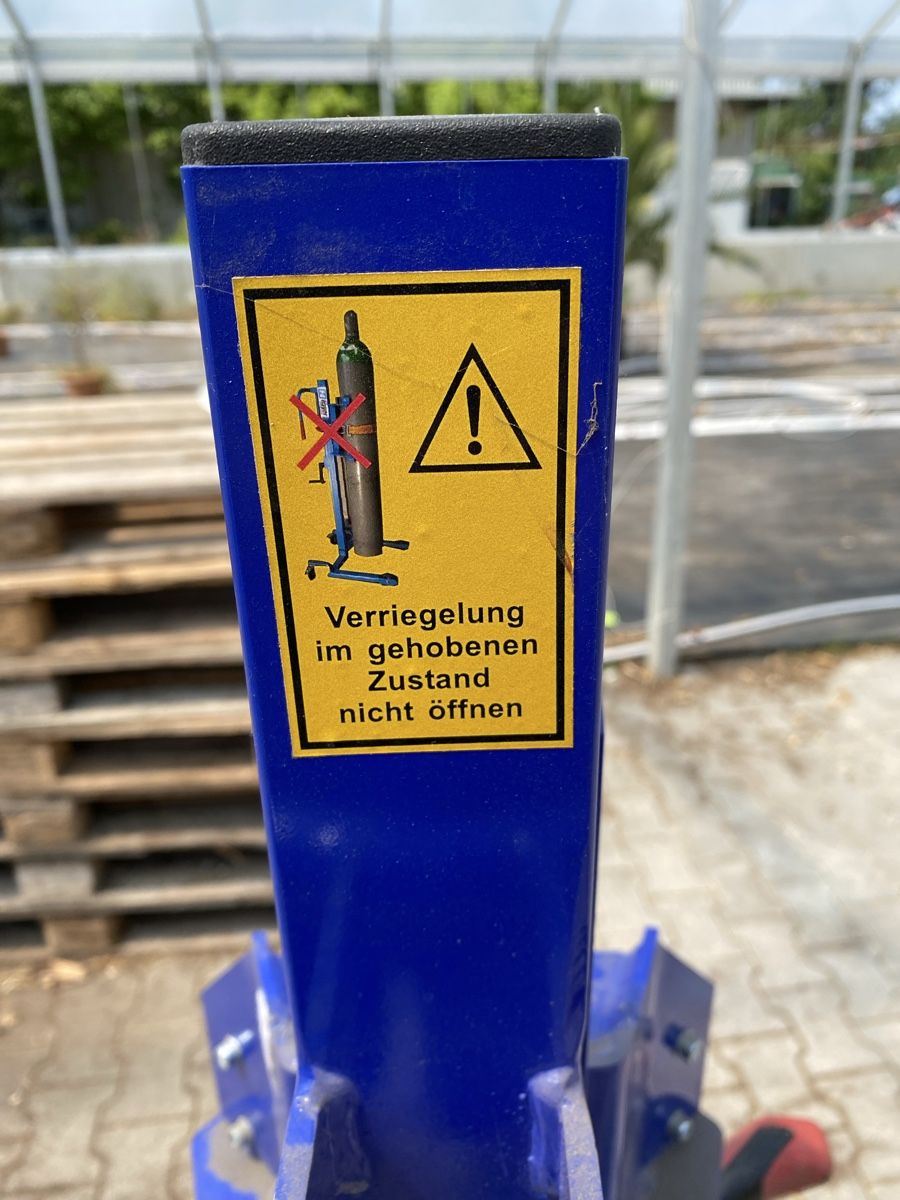 Verriegelung
im gehobenen
Zustand
nicht öffnen